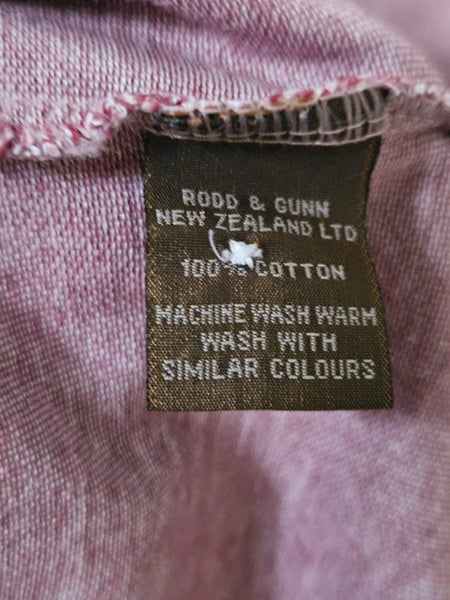 RODD & GUNN
NEW ZEALAND LTD
100% COTTON
MACHINE WASH WARM
WASH WITH
SIMILAR COLOURS